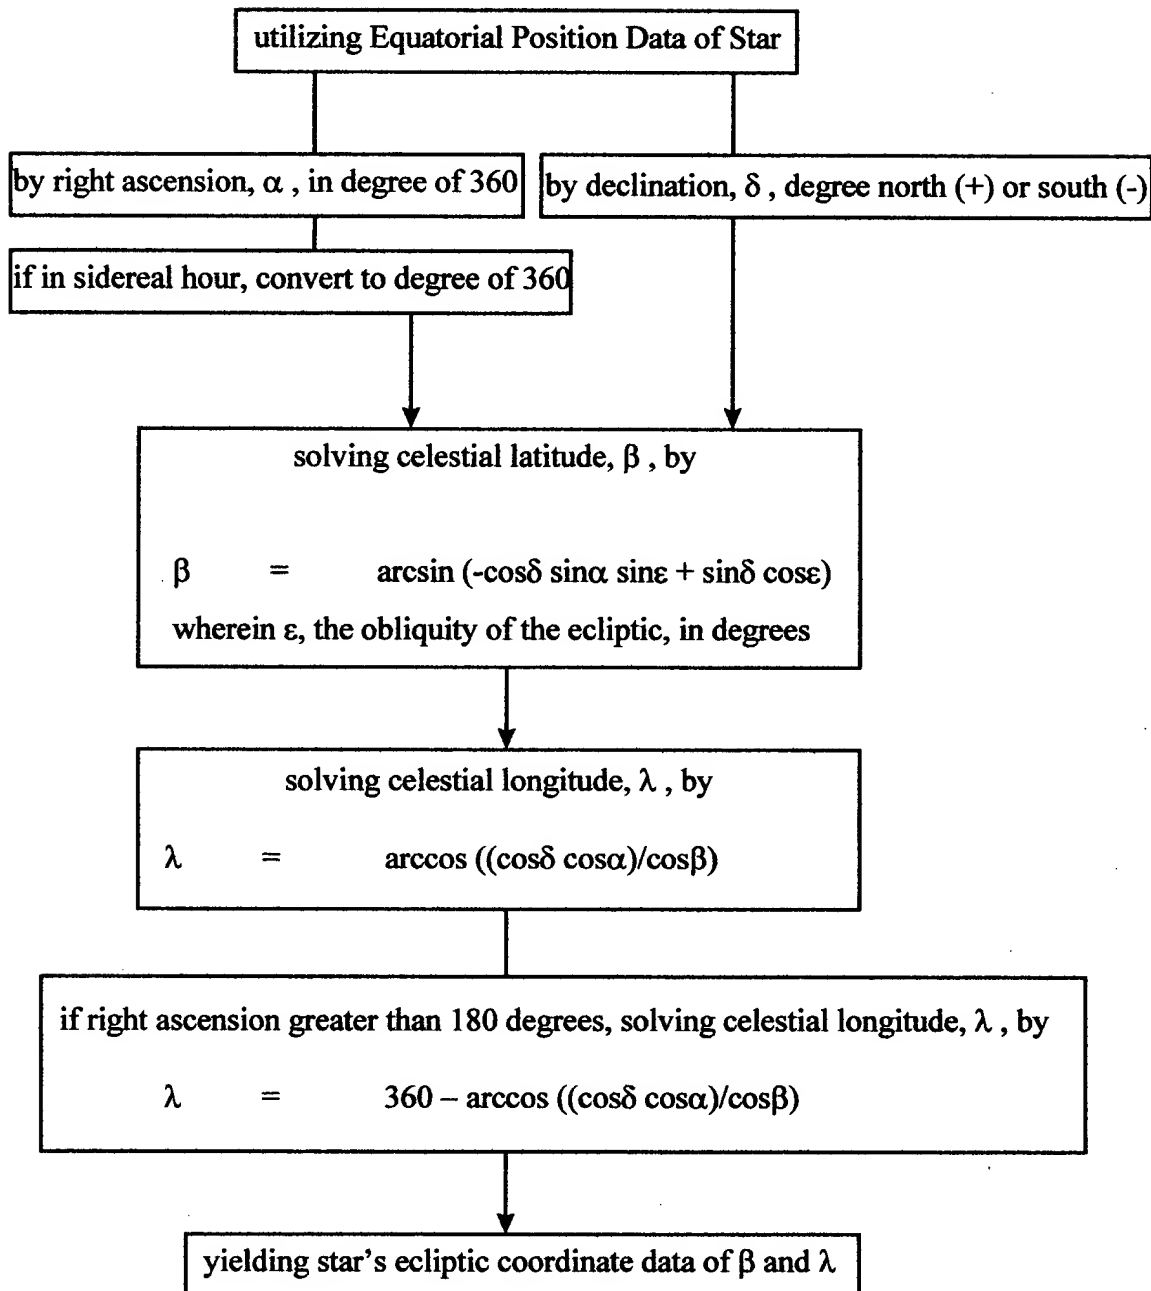 utilizing Equatorial Position Data of Star
by right ascension, α , in degree of 360
by declination, δ , degree north (+) or south (-)
if in sidereal hour, convert to degree of 360
solving celestial latitude, β , by
β = arcsin (-cosδ sinα sinε + sinδ cosε)
wherein ε, the obliquity of the ecliptic, in degrees
solving celestial longitude, λ , by
λ = arccos ((cosδ cosα)/cosβ)
if right ascension greater than 180 degrees, solving celestial longitude, λ , by
λ = 360 – arccos ((cosδ cosα)/cosβ)
yielding star's ecliptic coordinate data of β and λ